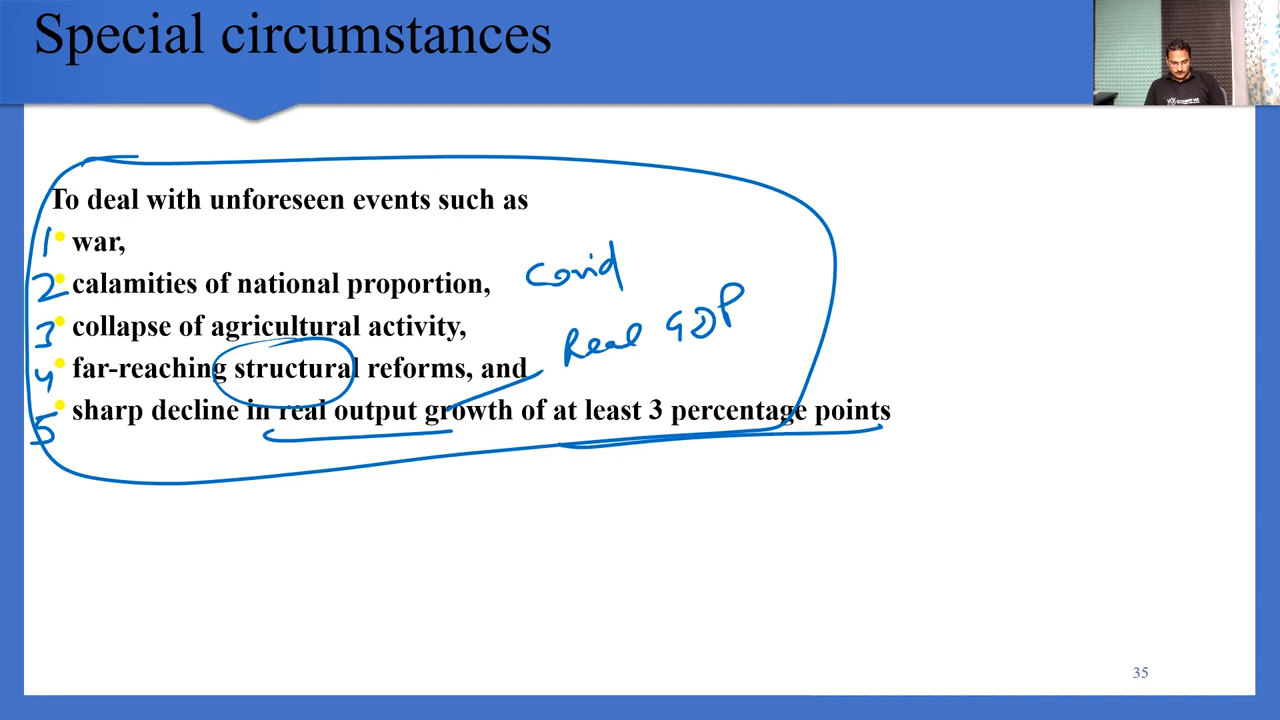 Special circumstances
To deal with unforeseen events such as
1 • war,
2 • calamities of national proportion, Covid
3 • collapse of agricultural activity,
Real GDP
4 • far-reaching structural reforms, and
5 • sharp decline in real output growth of at least 3 percentage points
35